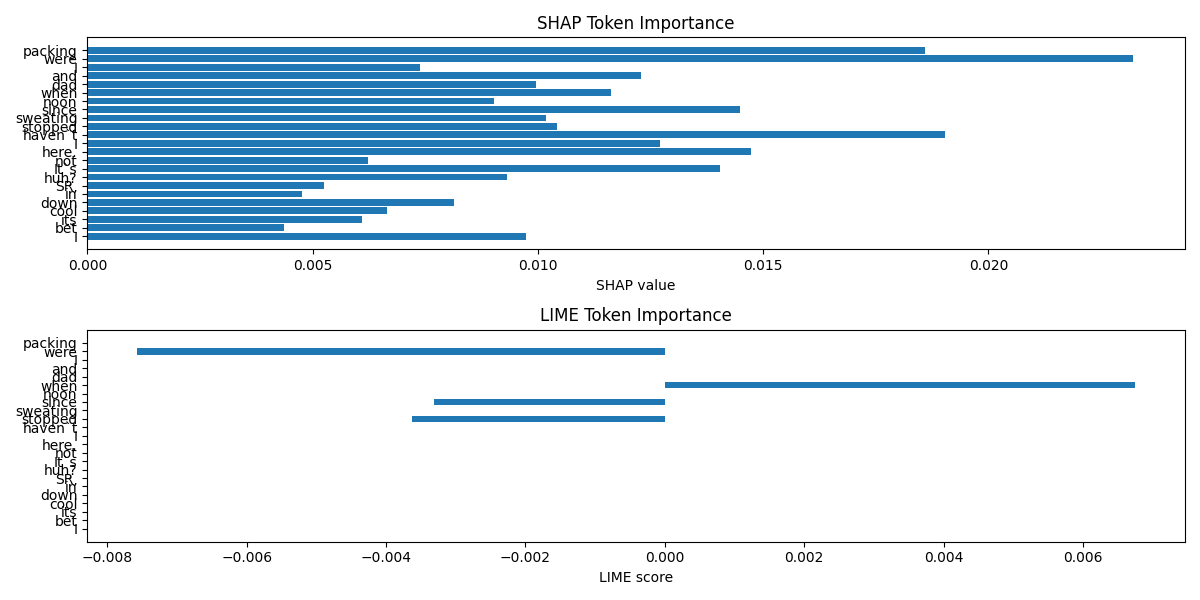 SHAP Token Importance
packing
were
I
and
dad
when
noon
since
sweating
stopped
haven't
I
here,
not
It's
huh?
SR,
in
down
cool
its
bet
I
0.000 0.005 0.010 0.015 0.020
SHAP value
LIME Token Importance
packing
were
I
and
dad
when
noon
since
sweating
stopped
haven't
I
here,
not
It's
huh?
SR,
in
down
cool
its
bet
I
−0.008 −0.006 −0.004 −0.002 0.000 0.002 0.004 0.006
LIME score